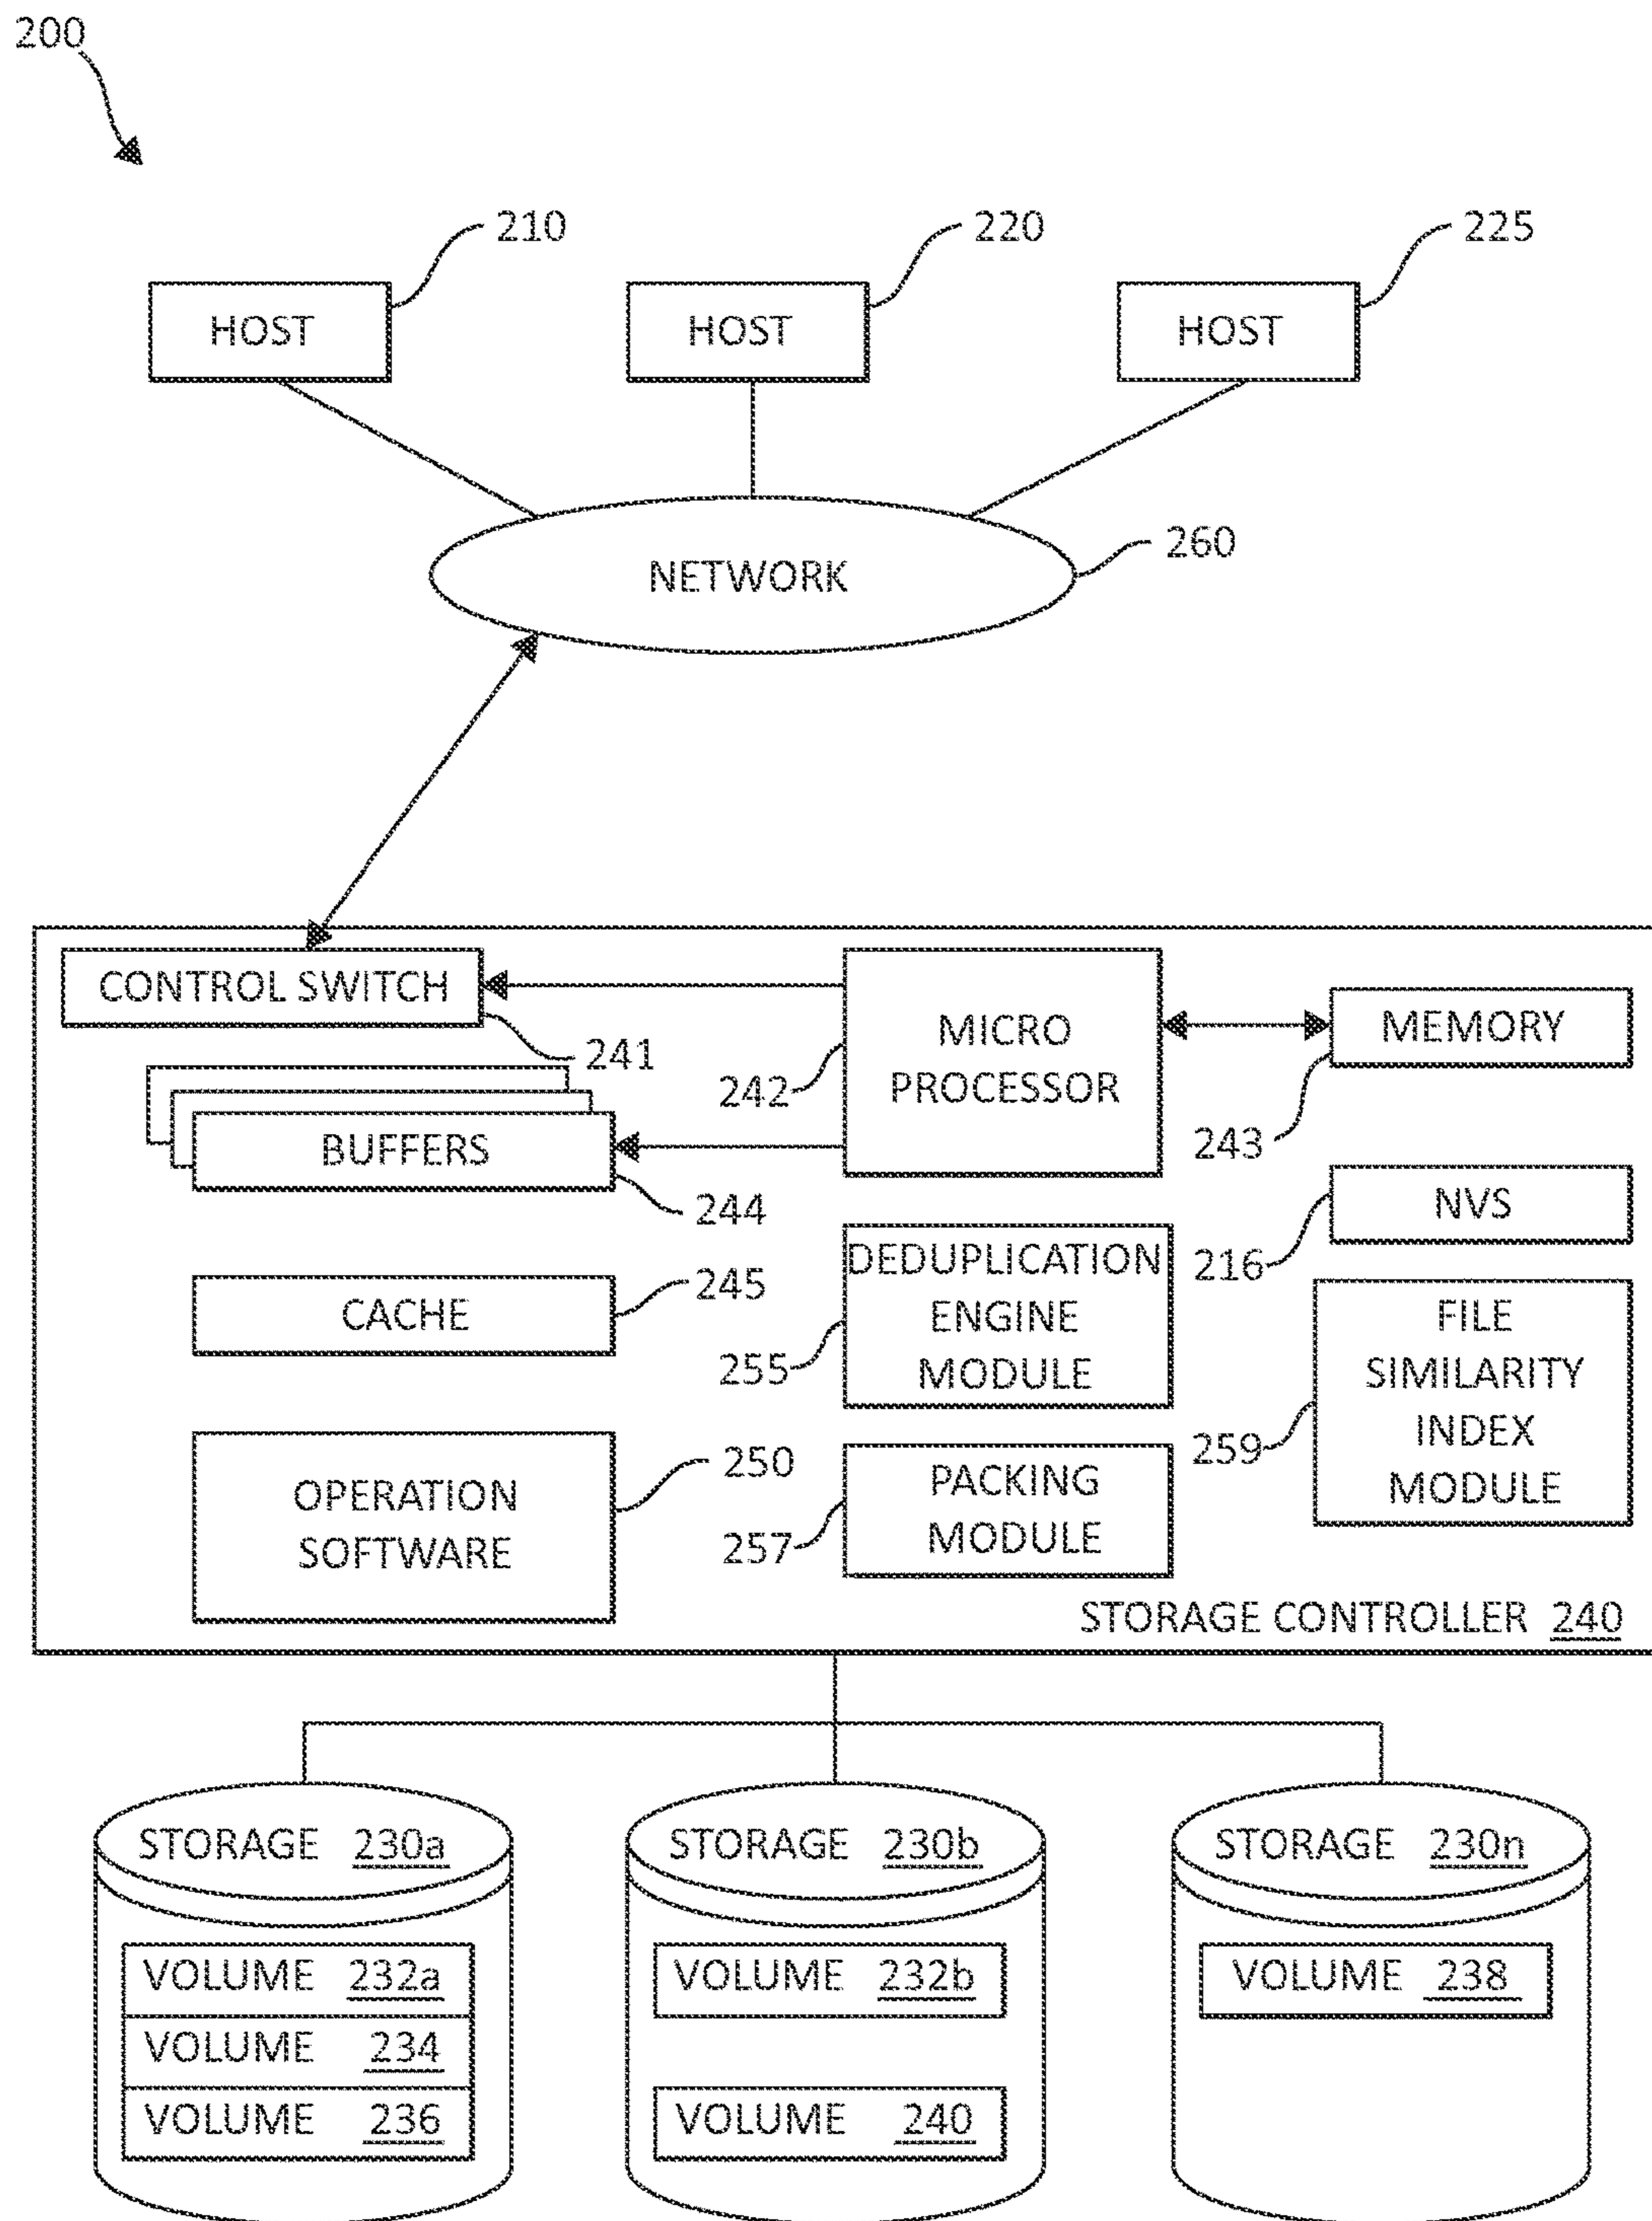 200
210
220
225
HOST
HOST
HOST
260
NETWORK
CONTROL SWITCH
241
MICRO
PROCESSOR
242
MEMORY
243
BUFFERS
244
NVS
216
DEDUPLICATION
ENGINE
MODULE
255
CACHE
245
FILE
SIMILARITY
INDEX
MODULE
259
OPERATION
SOFTWARE
250
PACKING
MODULE
257
STORAGE CONTROLLER 240
STORAGE 230a
VOLUME 232a
VOLUME 234
VOLUME 236
STORAGE 230b
VOLUME 232b
VOLUME 240
STORAGE 230n
VOLUME 238